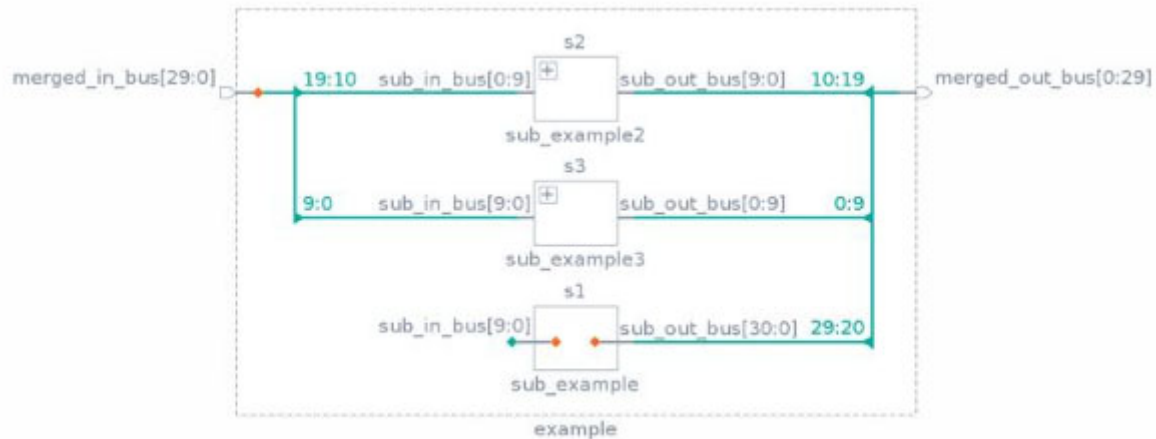 s2
merged_in_bus[29:0] 19:10 sub_in_bus[0:9] sub_out_bus[9:0] 10:19 merged_out_bus[0:29]
sub_example2
s3
9:0 sub_in_bus[9:0] sub_out_bus[0:9] 0:9
sub_example3
s1
sub_in_bus[9:0] sub_out_bus[30:0] 29:20
sub_example
example